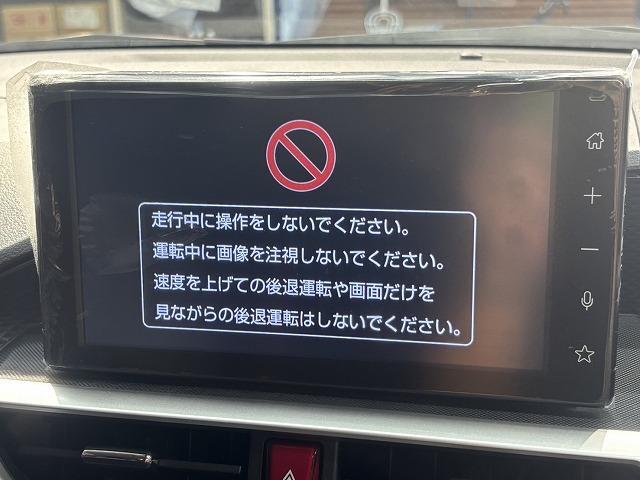 走行中に操作をしないでください。
運転中に画像を注視しないでください。
速度を上げての後退運転や画面だけを
見ながらの後退運転はしないでください。